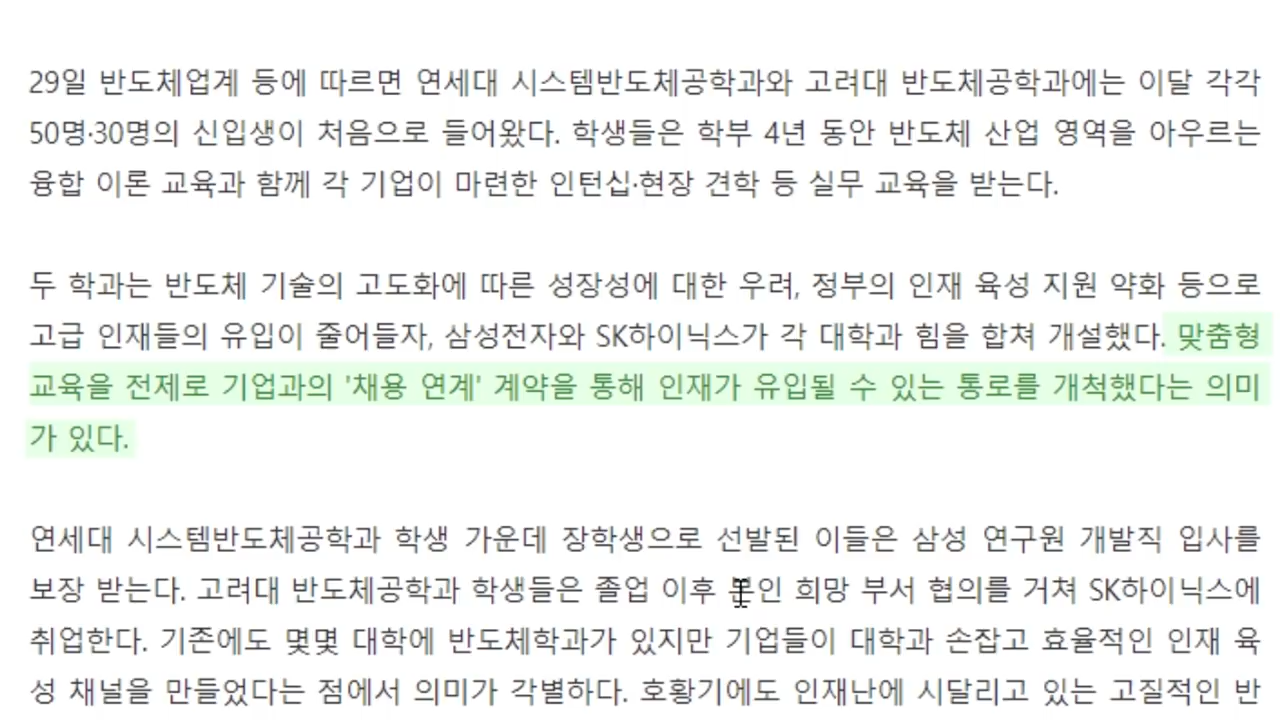 29일 반도체업계 등에 따르면 연세대 시스템반도체공학과와 고려대 반도체공학과에는 이달 각각
50명·30명의 신입생이 처음으로 들어왔다. 학생들은 학부 4년 동안 반도체 산업 영역을 아우르는
융합 이론 교육과 함께 각 기업이 마련한 인턴십·현장 견학 등 실무 교육을 받는다.
두 학과는 반도체 기술의 고도화에 따른 성장성에 대한 우려, 정부의 인재 육성 지원 약화 등으로
고급 인재들의 유입이 줄어들자, 삼성전자와 SK하이닉스가 각 대학과 힘을 합쳐 개설했다. 맞춤형
교육을 전제로 기업과의 '채용 연계' 계약을 통해 인재가 유입될 수 있는 통로를 개척했다는 의미
가 있다.
연세대 시스템반도체공학과 학생 가운데 장학생으로 선발된 이들은 삼성 연구원 개발직 입사를
보장 받는다. 고려대 반도체공학과 학생들은 졸업 이후 본인 희망 부서 협의를 거쳐 SK하이닉스에
취업한다. 기존에도 몇몇 대학에 반도체학과가 있지만 기업들이 대학과 손잡고 효율적인 인재 육
성 채널을 만들었다는 점에서 의미가 각별하다. 호황기에도 인재난에 시달리고 있는 고질적인 반